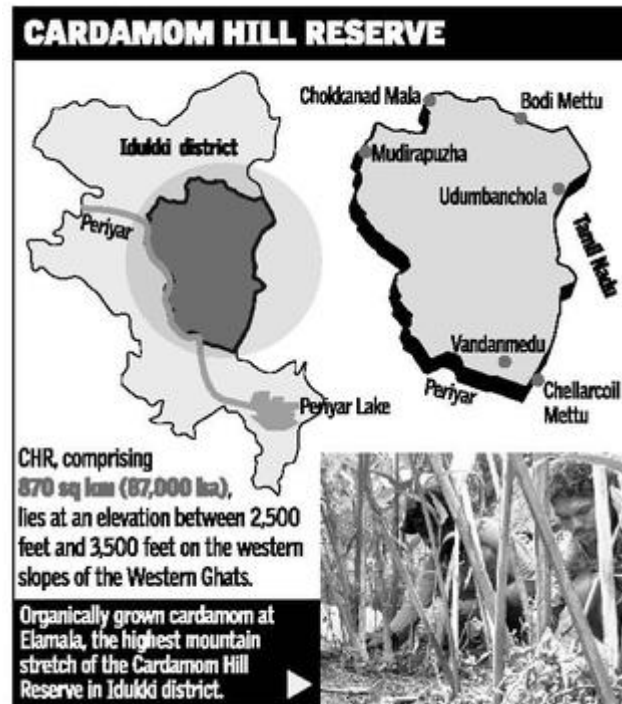 CARDAMOM HILL RESERVE
Idukki district
Periyar
Periyar Lake
Chokkanad Mala
Bodi Mettu
Mudirapuzha
Udumbanchola
Tamil Nadu
Vandanmedu
Periyar
Chellarcoil
Mettu
CHR, comprising
870 sq km (87,000 ha),
lies at an elevation between 2,500
feet and 3,500 feet on the western
slopes of the Western Ghats.
Organically grown cardamom at
Elamala, the highest mountain
stretch of the Cardamom Hill
Reserve in Idukki district.